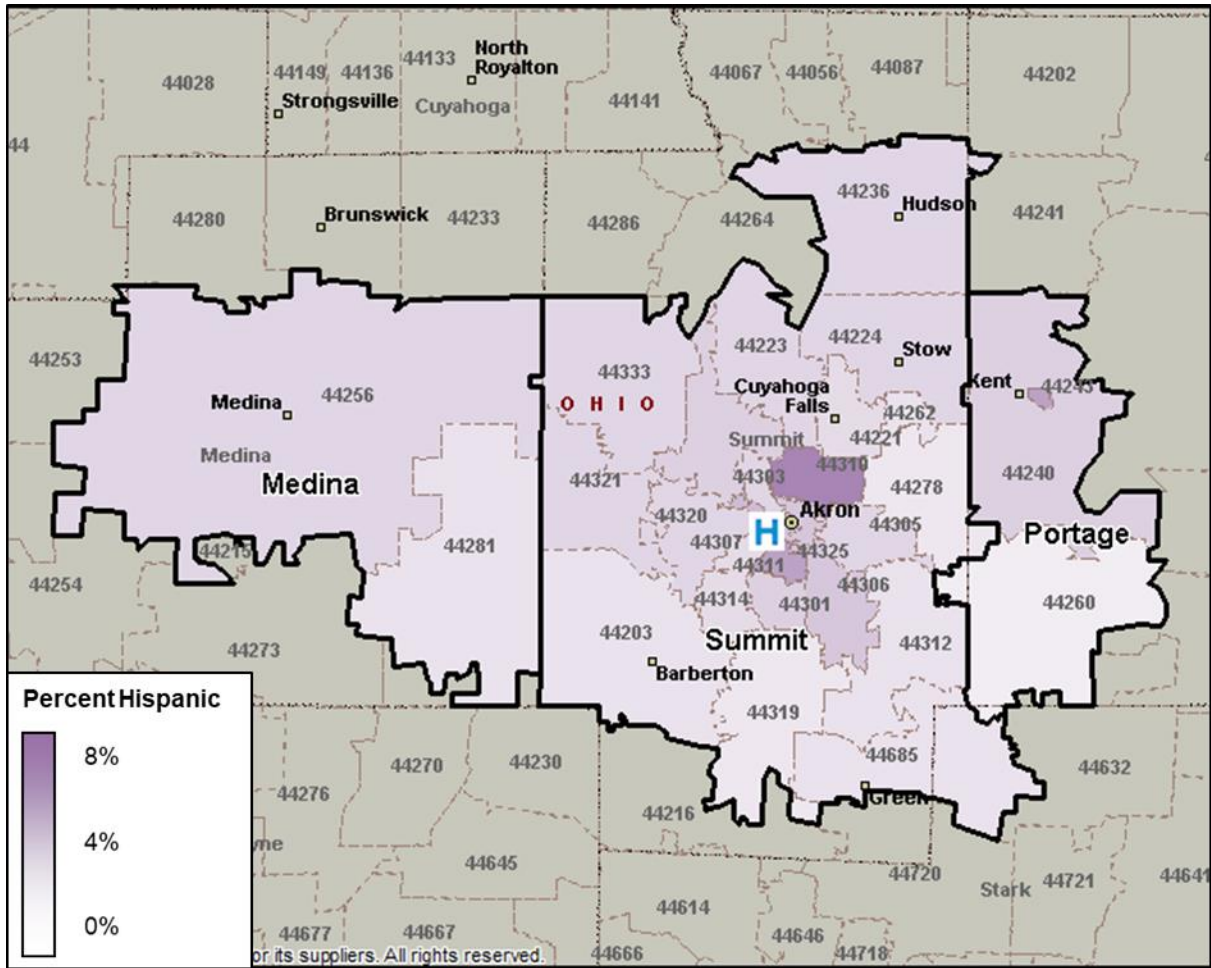 North
Royalton
44133
44149
44136
44028
44067
44056
44087
44202
Strongsville
Cuyahoga
44141
44
44236
Hudson
44280
Brunswick
44233
44286
44264
44241
44253
44256
Medina
Medina
Medina
44333
OHIO
44223
44224
Stow
Kent
44243
Cuyahoga
Falls
44262
44221
Summit
44303
44310
44278
44240
44321
44320
Akron
H
44307
44305
44325
Portage
44281
44215
44254
44311
44306
44314
44301
44260
44203
Summit
44312
44273
Barberton
44319
44685
Green
44270
44230
44276
44216
44632
yne
44645
44720
Stark
44721
44641
44614
44677
44667
44666
44646
44718
or its suppliers. All rights reserved.
Percent Hispanic
8%
4%
0%